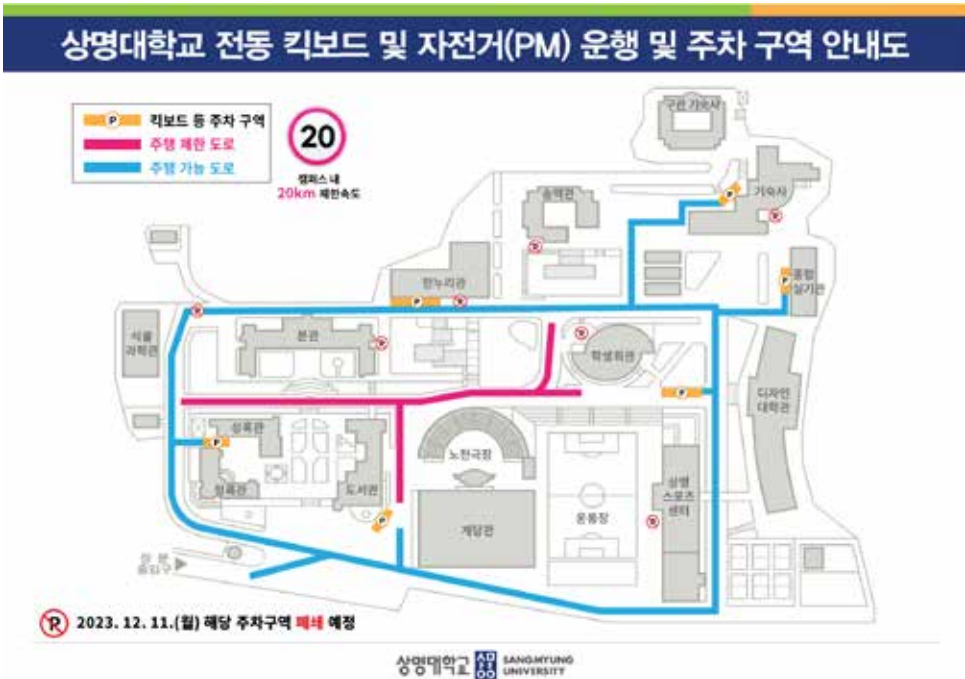 상명대학교 전동 킥보드 및 자전거(PM) 운행 및 주차 구역 안내도
P 킥보드 등 주차 구역
주행 제한 도로
주행 가능 도로
20
캠퍼스 내
20km 제한속도
구관 기숙사
기숙사
P
송백관
한누리관
P
종합
실기관
P
식물
과학관
본관
학생회관
디자인
대학관
P
P
노천극장
도서관
P
계당관
운동장
상명
스포츠
센터
정 문
P 2023. 12. 11.(월) 해당 주차구역 폐쇄 예정
상명대학교 SANGMYUNG
UNIVERSITY